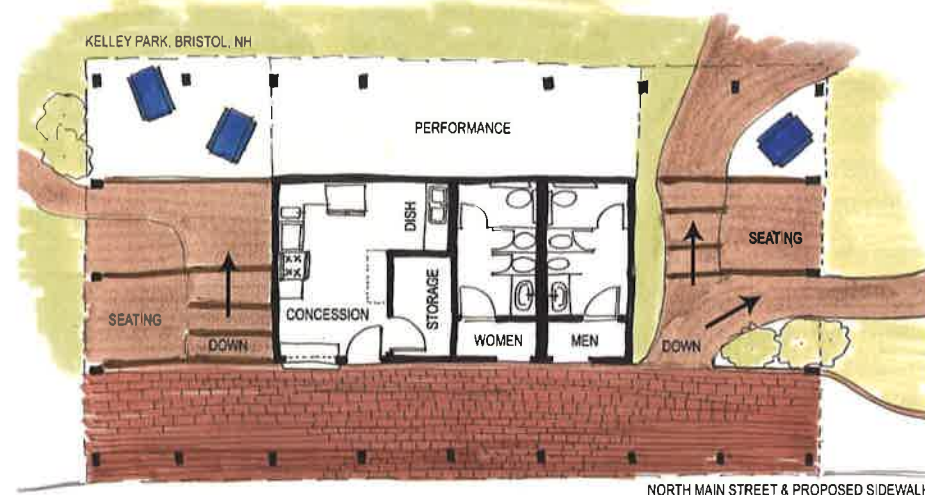 KELLEY PARK, BRISTOL, NH
PERFORMANCE
DISH
SEATING
STORAGE
CONCESSION
SEATING
DOWN
WOMEN
MEN
DOWN
NORTH MAIN STREET & PROPOSED SIDEWALK